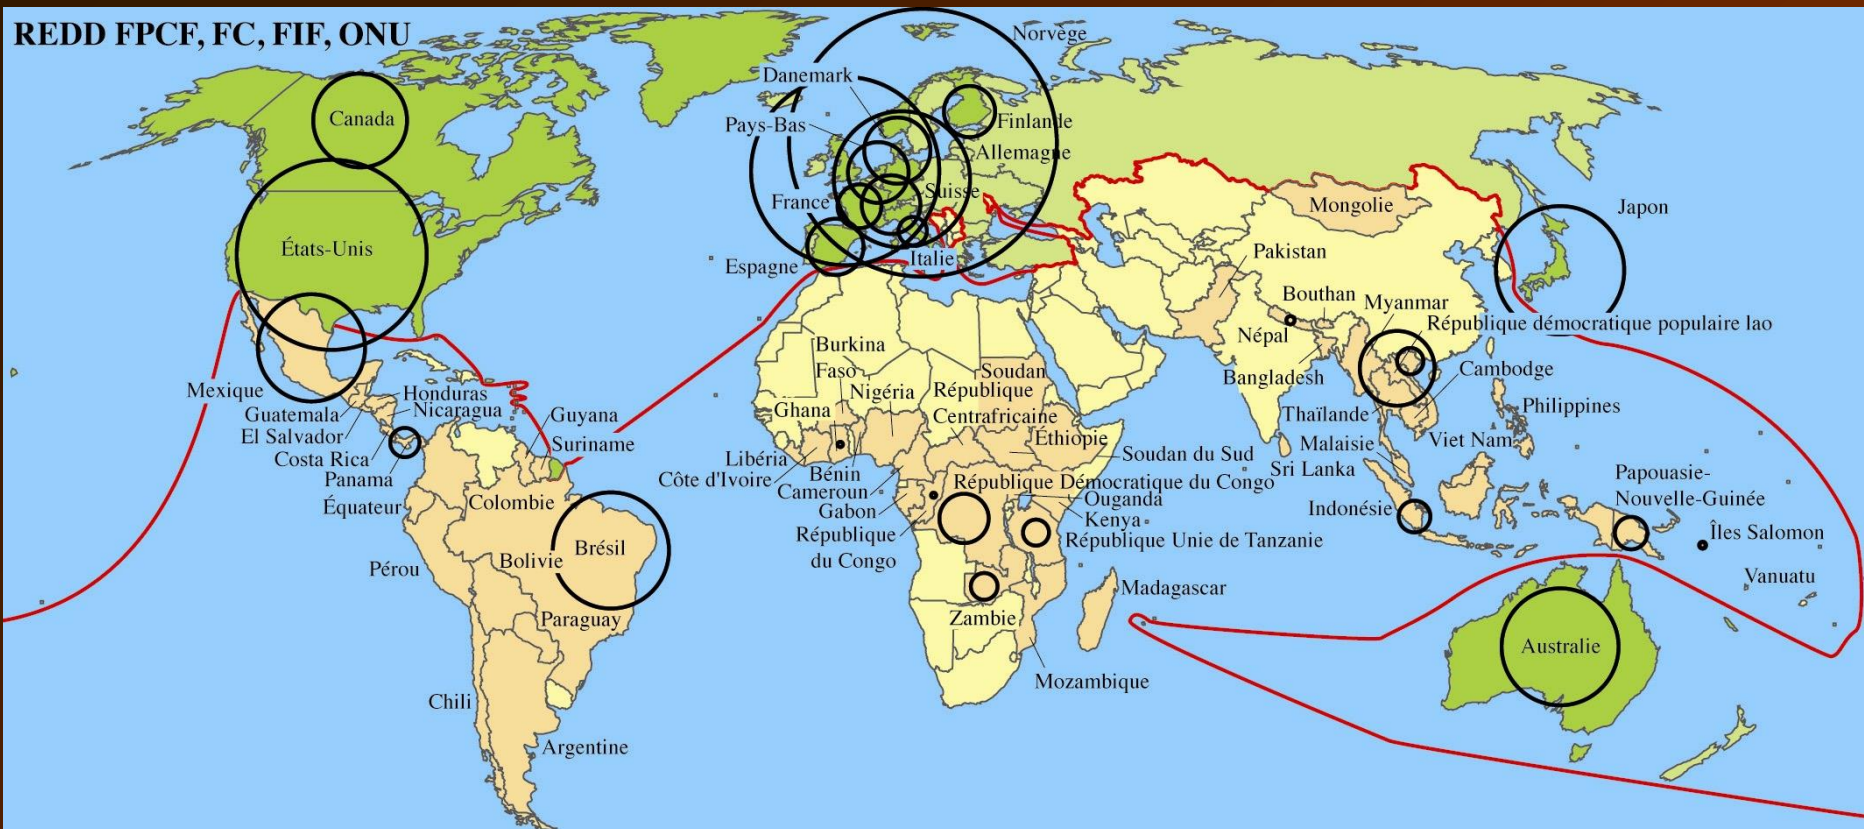 REDD FPCF, FC, FIF, ONU
Norvège
Danemark
Canada
Pays-Bas
Finlande
Allemagne
Suisse
France
Mongolie
Japon
États-Unis
Pakistan
Italie
Espagne
Bouthan
Myanmar
République démocratique populaire lao
Népal
Burkina
Faso
Soudan
Bangladesh
Cambodge
Mexique
Honduras
Nigéria
République
Centrafricaine
Guatemala
Nicaragua
Guyana
Ghana
Thaïlande
Philippines
El Salvador
Suriname
Éthiopie
Malaisie
Viet Nam
Costa Rica
Libéria
Soudan du Sud
Sri Lanka
Panama
Côte d'Ivoire
Bénin
République Démocratique du Congo
Papouasie-
Nouvelle-Guinée
Cameroun
Ouganda
Équateur
Colombie
Gabon
Kenya
Indonésie
République
du Congo
République Unie de Tanzanie
Îles Salomon
Brésil
Bolivie
Pérou
Vanuatu
Madagascar
Paraguay
Zambie
Australie
Mozambique
Chili
Argentine